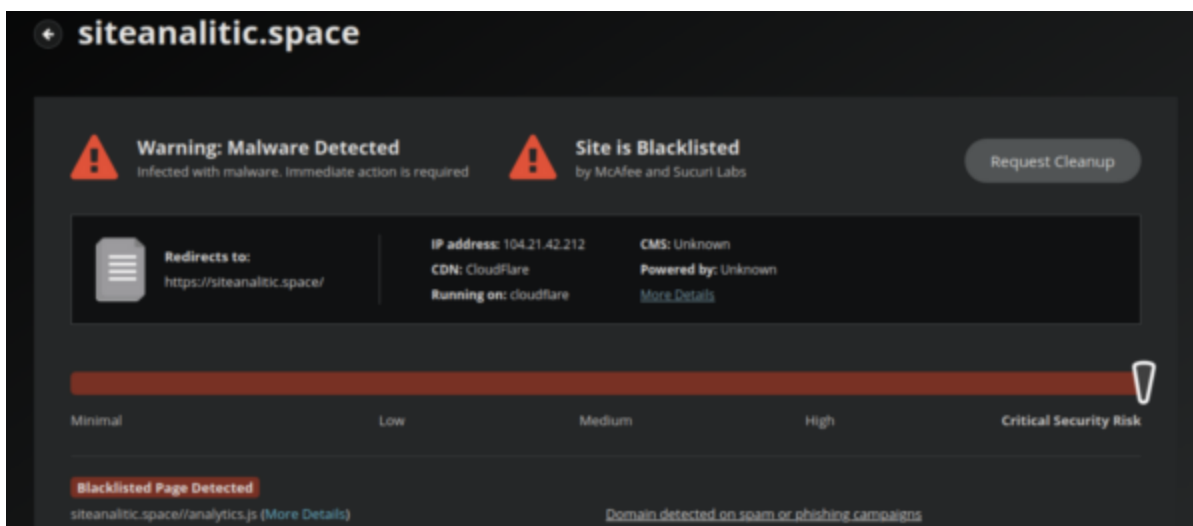 siteanalitic.space
Warning: Malware Detected
Infected with malware. Immediate action is required
Site is Blacklisted
by McAfee and Sucuri Labs
Request Cleanup
Redirects to:
https://siteanalitic.space/
IP address: 104.21.42.212
CDN: CloudFlare
Running on: cloudflare
CMS: Unknown
Powered by: Unknown
More Details
Minimal
Low
Medium
High
Critical Security Risk
Blacklisted Page Detected
siteanalitic.space//analytics.js (More Details)
Domain detected on spam or phishing campaigns